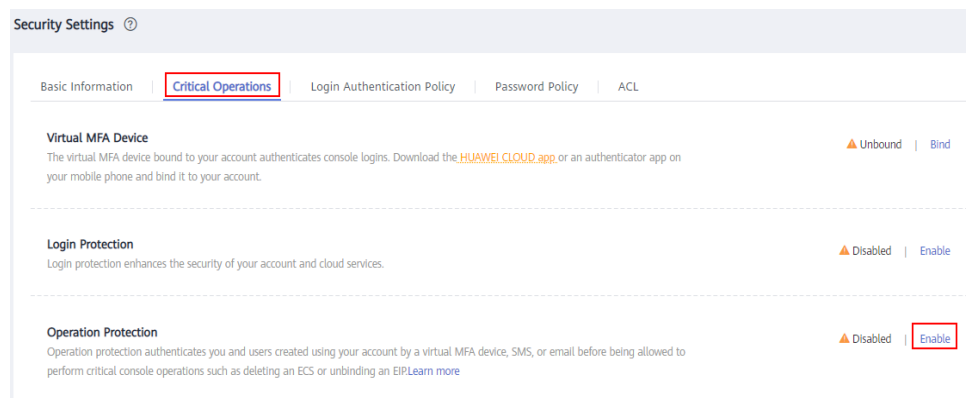 Security Settings ?
Basic Information | Critical Operations | Login Authentication Policy | Password Policy | ACL
Virtual MFA Device
The virtual MFA device bound to your account authenticates console logins. Download the HUAWEI CLOUD app or an authenticator app on
your mobile phone and bind it to your account.
Unbound | Bind
Login Protection
Login protection enhances the security of your account and cloud services.
Disabled | Enable
Operation Protection
Operation protection authenticates you and users created using your account by a virtual MFA device, SMS, or email before being allowed to
perform critical console operations such as deleting an ECS or unbinding an EIP.Learn more
Disabled | Enable